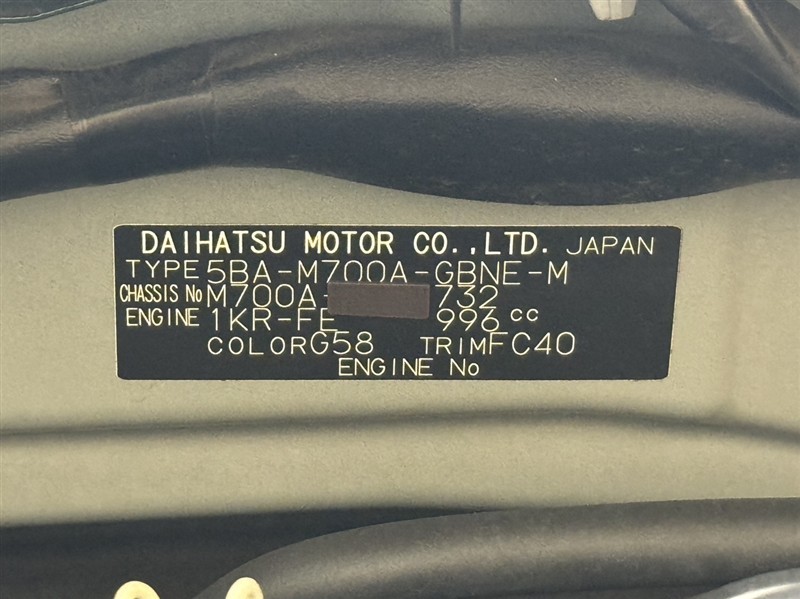 DAIHATSU MOTOR CO.,LTD. JAPAN
TYPE 5BA-M700A-GBNE-M
CHASSIS No M700A- 732
ENGINE 1KR-FE 996 cc
COLOR G58 TRIM FC40
ENGINE No